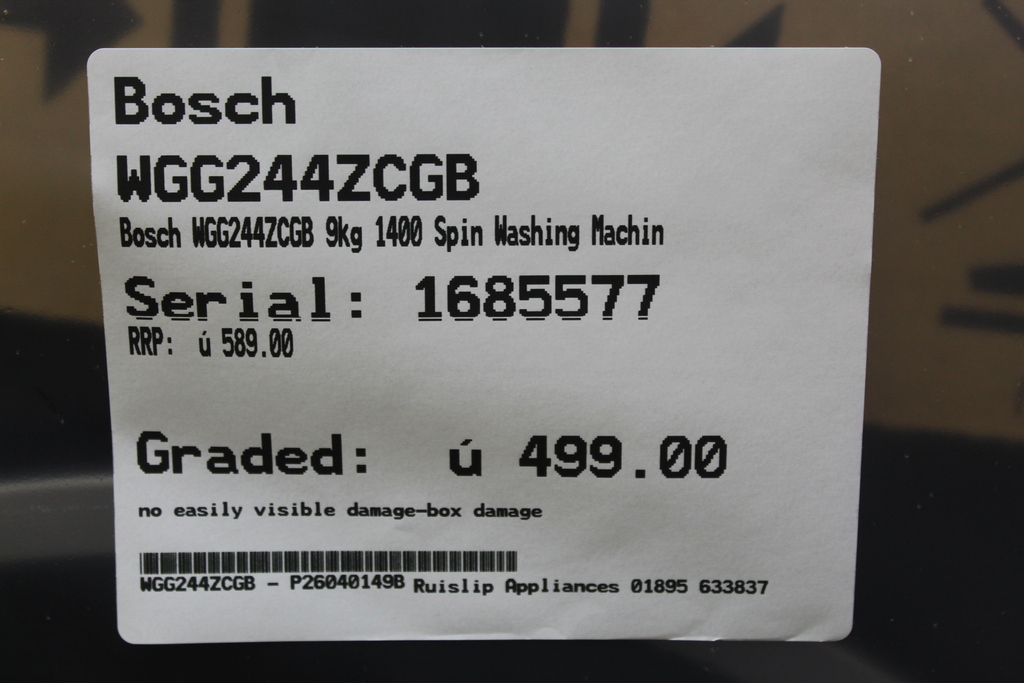 Bosch
WGG244ZCGB
Bosch WGG244ZCGB 9kg 1400 Spin Washing Machin
Serial: 1685577
RRP: ú 589.00
Graded: ú 499.00
no easily visible damage-box damage
WGG244ZCGB - P26040149B Ruislip Appliances 01895 633837